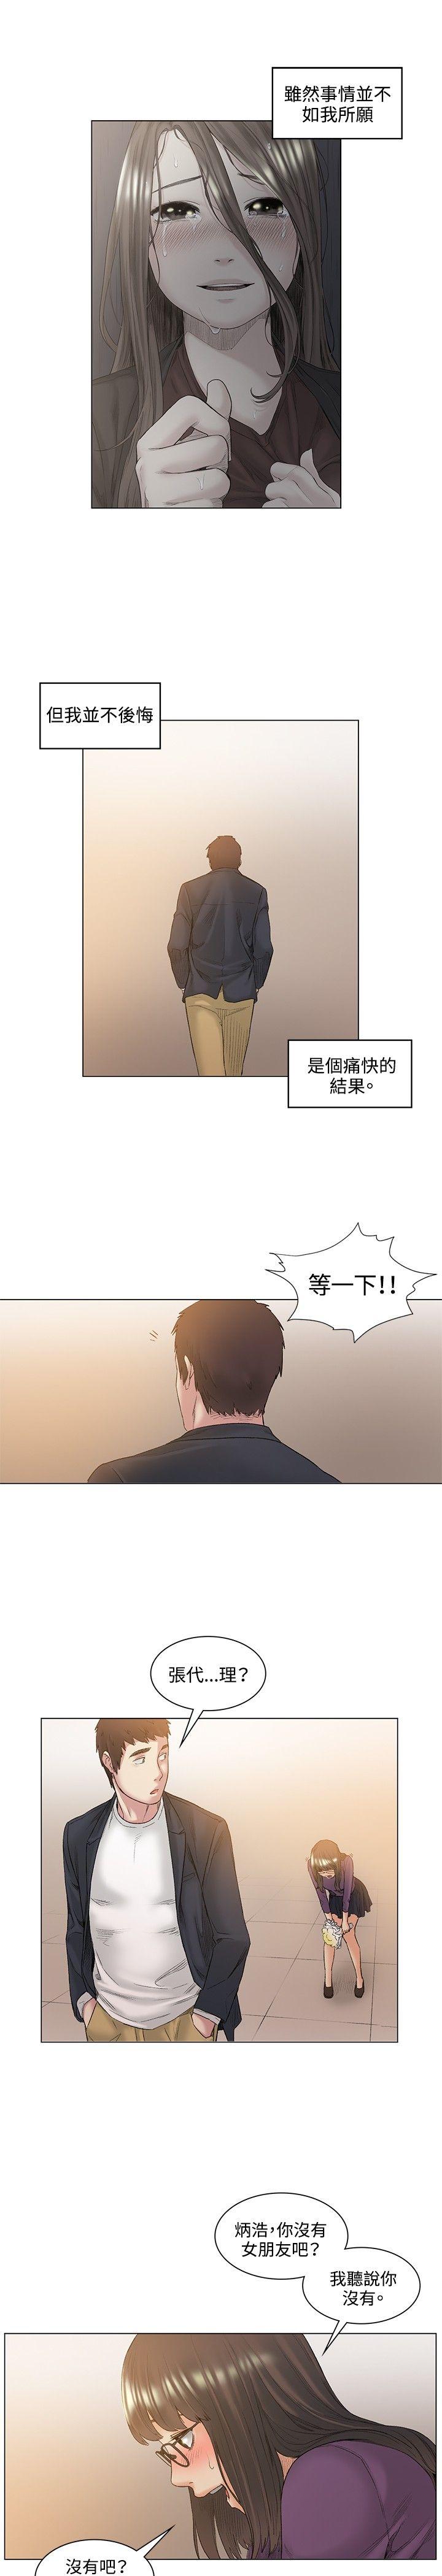 雖然事情並不
如我所願
但我並不後悔
是個痛快的
結果。
等一下!!
張代...理?
炳浩,你沒有
女朋友吧?
我聽說你
沒有。
沒有吧?